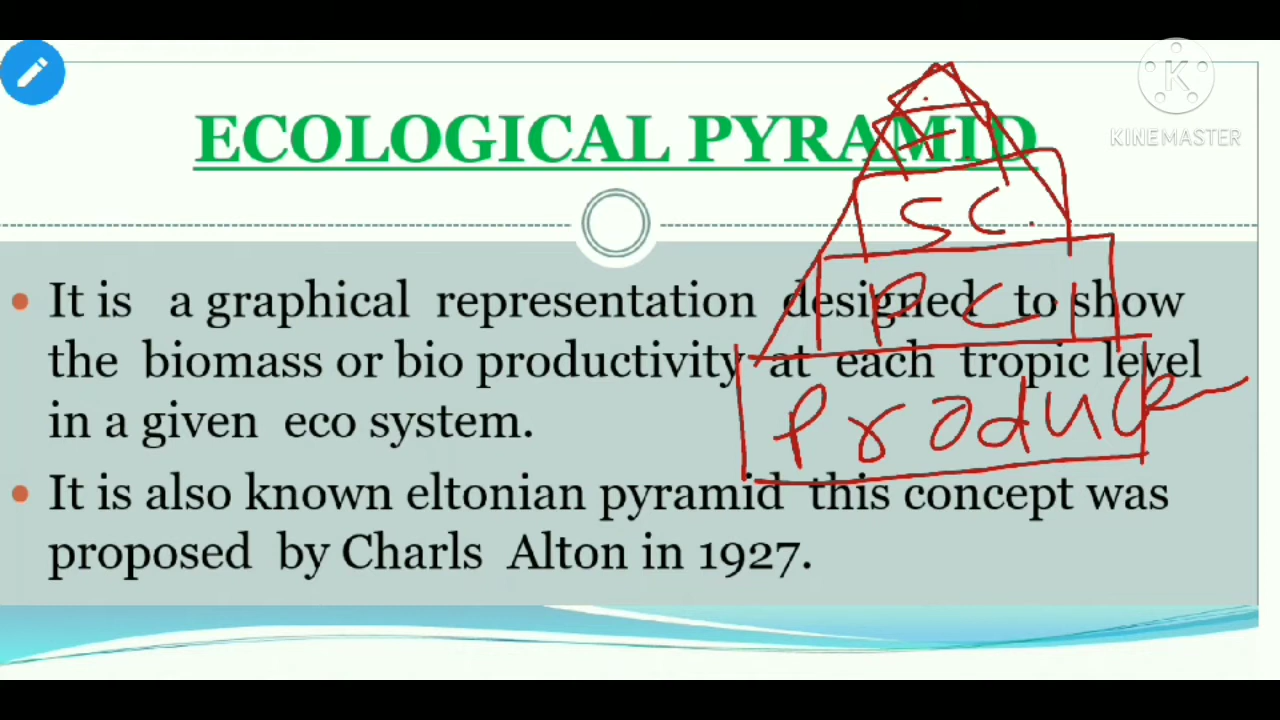 ECOLOGICAL PYRAMID
K
KINEMASTER
SC.
It is a graphical representation designed to show
PC
the biomass or bio productivity at each tropic level
Produce
in a given eco system.
It is also known eltonian pyramid this concept was
proposed by Charls Alton in 1927.